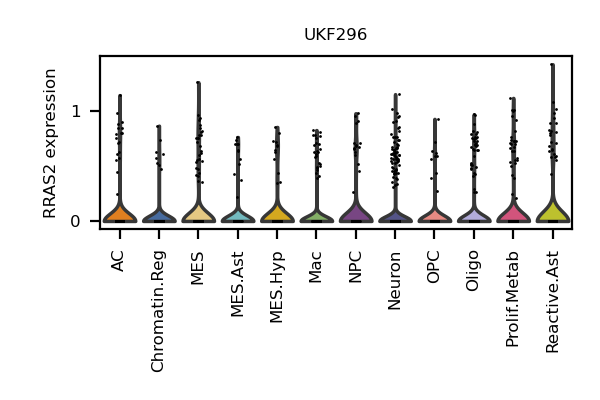 UKF296
RRAS2 expression
1
0
AC
Chromatin.Reg
MES
MES.Ast
MES.Hyp
Mac
NPC
Neuron
OPC
Oligo
Prolif.Metab
Reactive.Ast